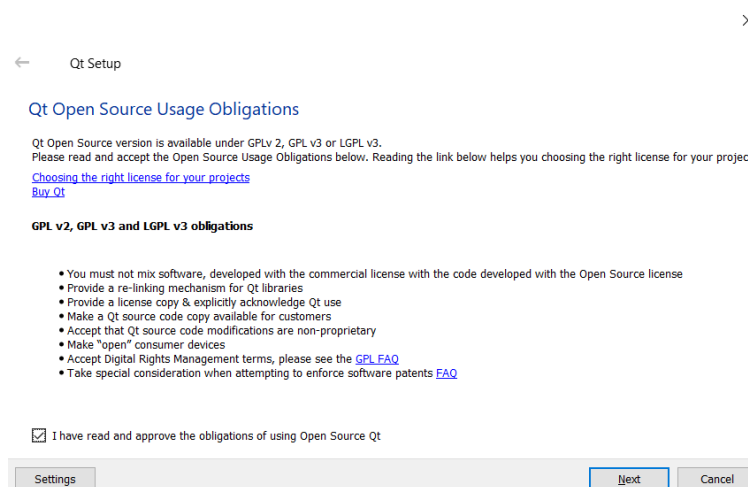 Qt Setup
Qt Open Source Usage Obligations
Qt Open Source version is available under GPLv 2, GPL v3 or LGPL v3.
Please read and accept the Open Source Usage Obligations below. Reading the link below helps you choosing the right license for your projec
Choosing the right license for your projects
Buy Qt
GPL v2, GPL v3 and LGPL v3 obligations
• You must not mix software, developed with the commercial license with the code developed with the Open Source license
• Provide a re-linking mechanism for Qt libraries
• Provide a license copy & explicitly acknowledge Qt use
• Make a Qt source code copy available for customers
• Accept that Qt source code modifications are non-proprietary
• Make "open" consumer devices
• Accept Digital Rights Management terms, please see the GPL FAQ
• Take special consideration when attempting to enforce software patents FAQ
I have read and approve the obligations of using Open Source Qt
Settings Next Cancel